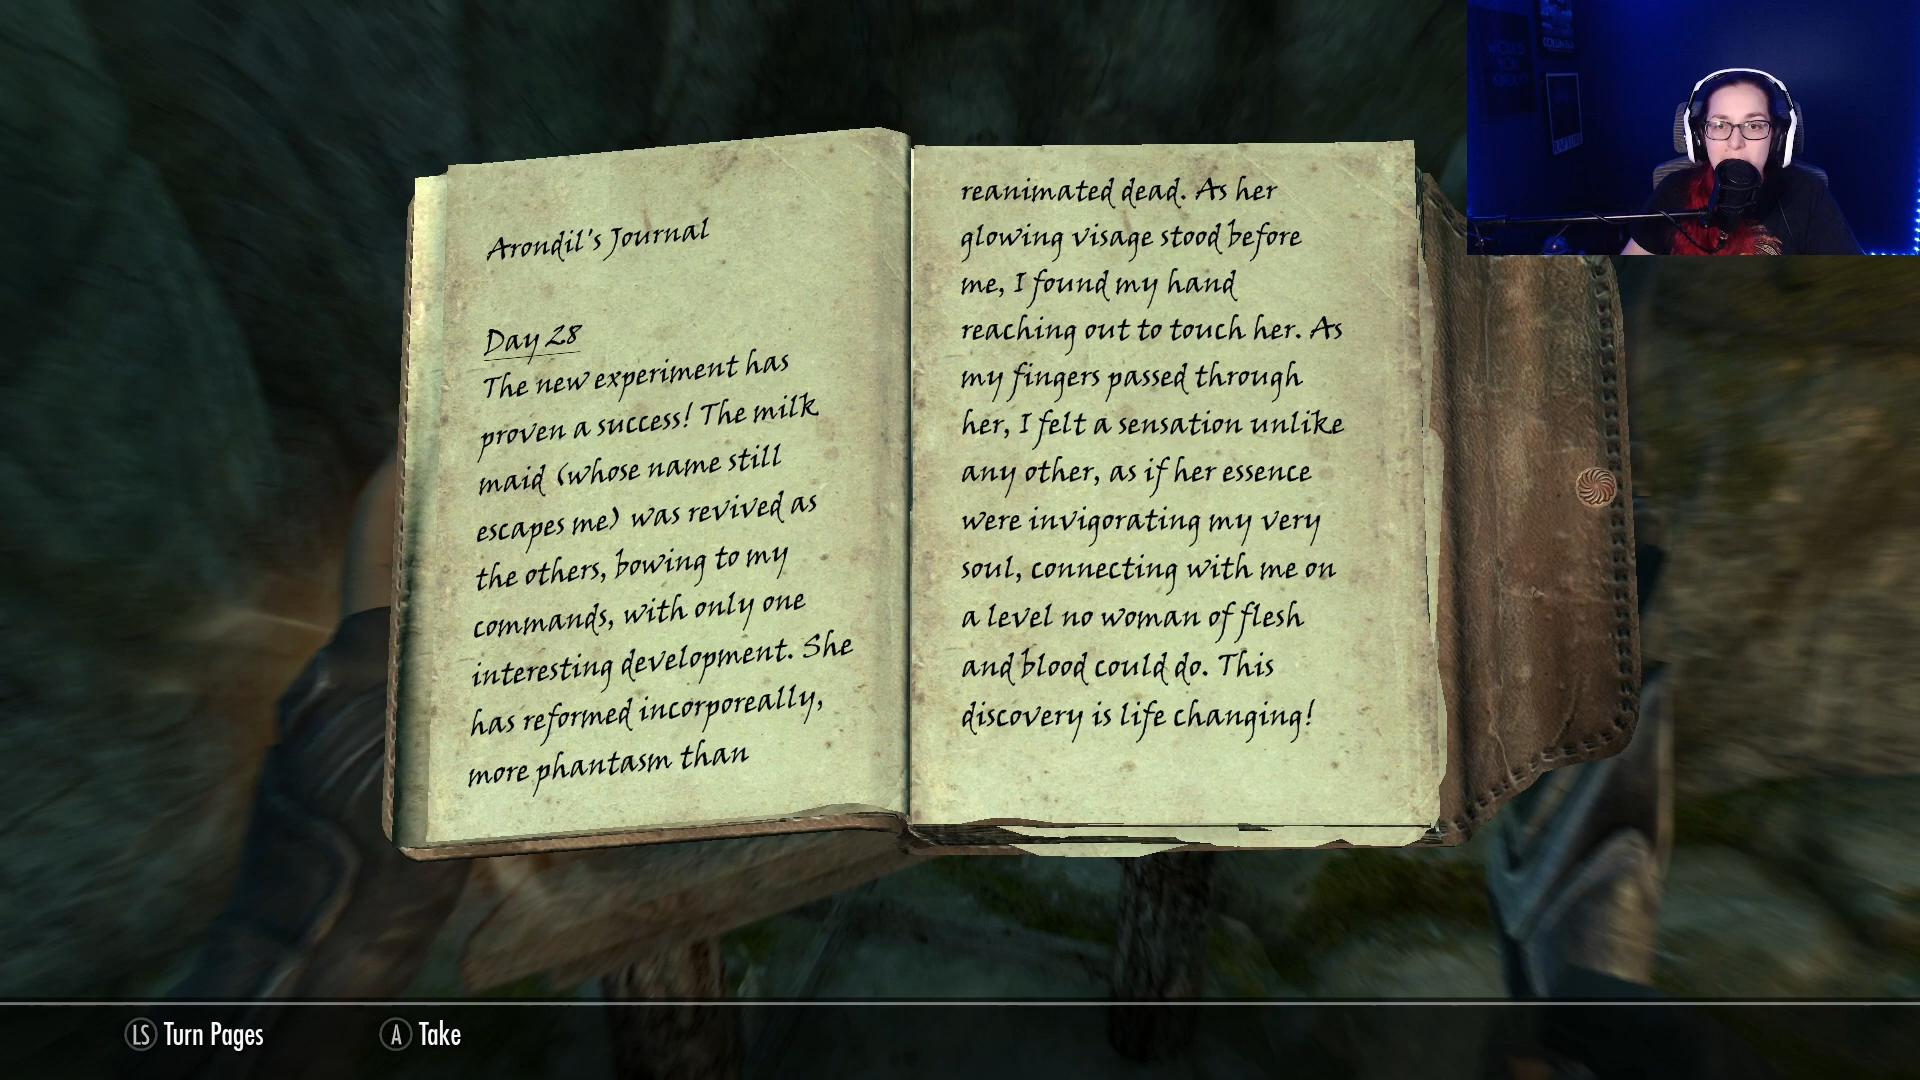 Arondil's Journal
Day 28
The new experiment has
proven a success! The milk
maid (whose name still
escapes me) was revived as
the others, bowing to my
commands, with only one
interesting development. She
has reformed incorporeally,
more phantasm than
reanimated dead. As her
glowing visage stood before
me, I found my hand
reaching out to touch her. As
my fingers passed through
her, I felt a sensation unlike
any other, as if her essence
were invigorating my very
soul, connecting with me on
a level no woman of flesh
and blood could do. This
discovery is life changing!
LS Turn Pages
A Take